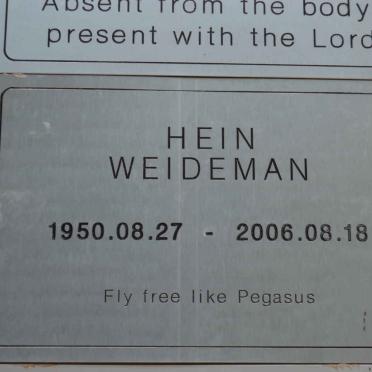 Absent from the body
present with the Lord
HEIN
WEIDEMAN
1950.08.27 - 2006.08.18
Fly free like Pegasus